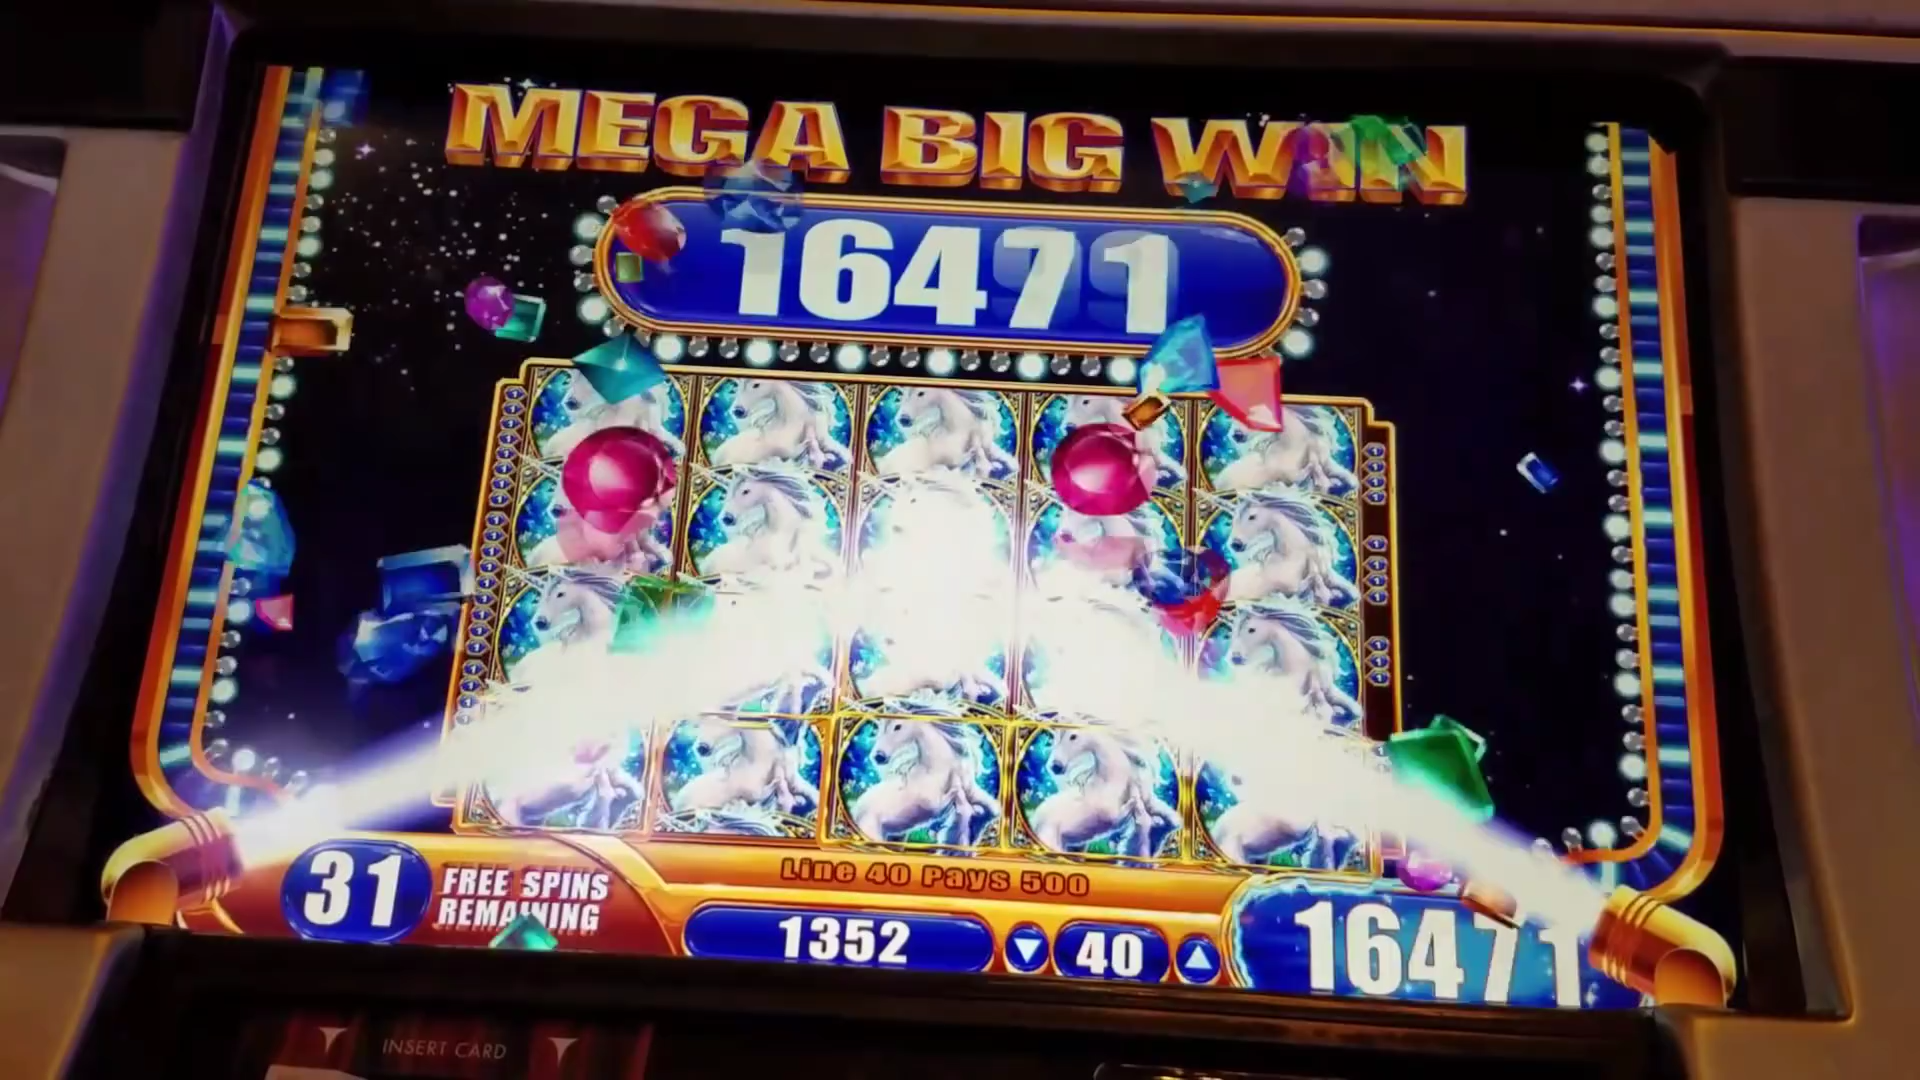 MEGA BIG WIN
16471
31
FREE SPINS
REMAINING
Line 40 Pays 500
1352
40
16471
INSERT CARD